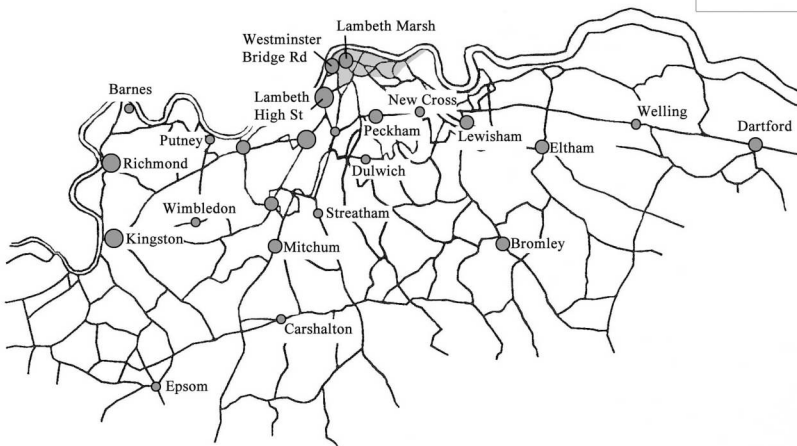 Lambeth Marsh
Westminster
Bridge Rd
Barnes
Lambeth
High St
New Cross
Welling
Putney
Peckham
Lewisham
Dartford
Richmond
Dulwich
Eltham
Wimbledon
Streatham
Kingston
Mitchum
Bromley
Carshalton
Epsom